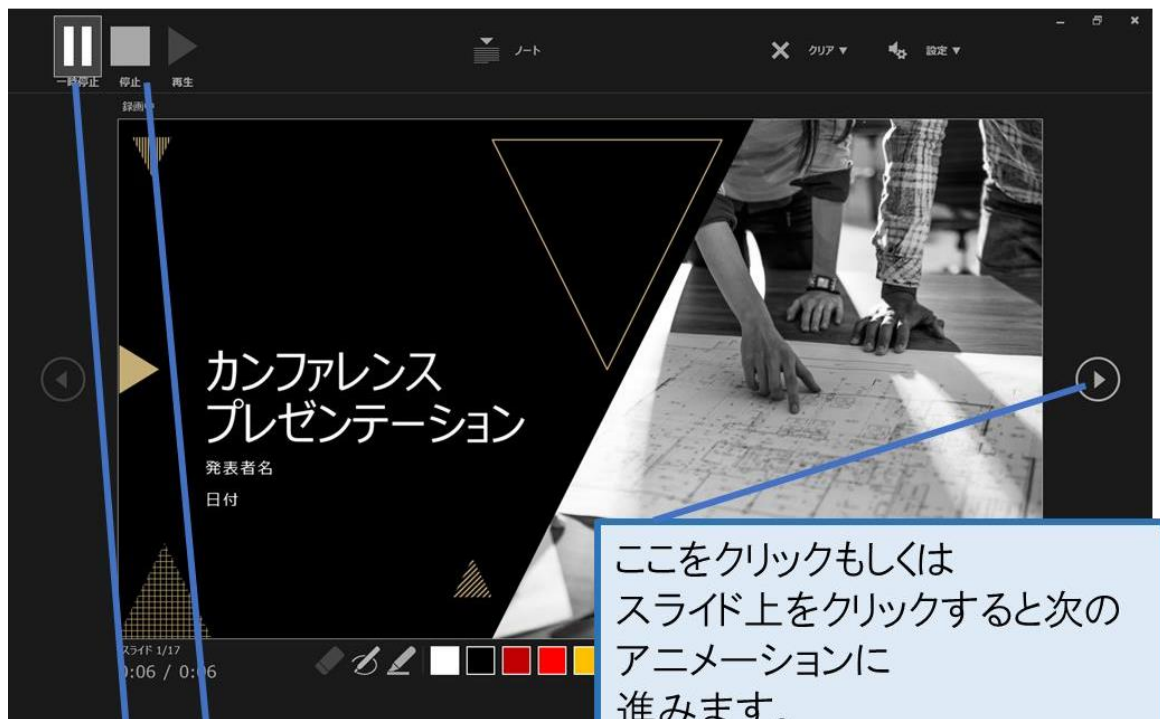 一時停止 停止 再生
ノート
クリア 設定
録画中
カンファレンス
プレゼンテーション
発表者名
日付
スライド 1/17
0:06 / 0:06
ここをクリックもしくは
スライド上をクリックすると次の
アニメーションに
進みます。